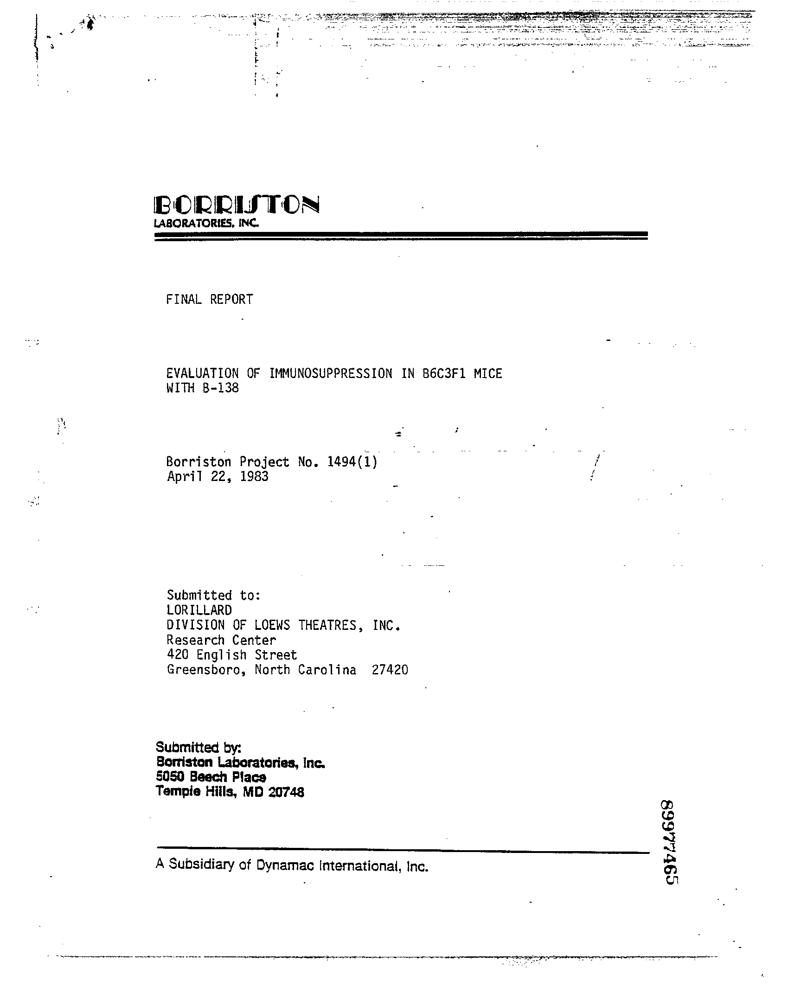 BORRISTON
LABORATORIES, INC.
FINAL REPORT
EVALUATION OF IMMUNOSUPPRESSION IN B6C3F1 MICE
WITH B-138
Borriston Project No. 1494(1)
April 22, 1983
Submitted to:
LORILLARD
DIVISION OF LOEWS THEATRES, INC.
Research Center
420 English Street
Greensboro, North Carolina 27420
Submitted by:
Borriston Laboratories, Inc.
5050 Beech Place
Temple Hills, MD 20748
A Subsidiary of Dynamac International, Inc.
89977465